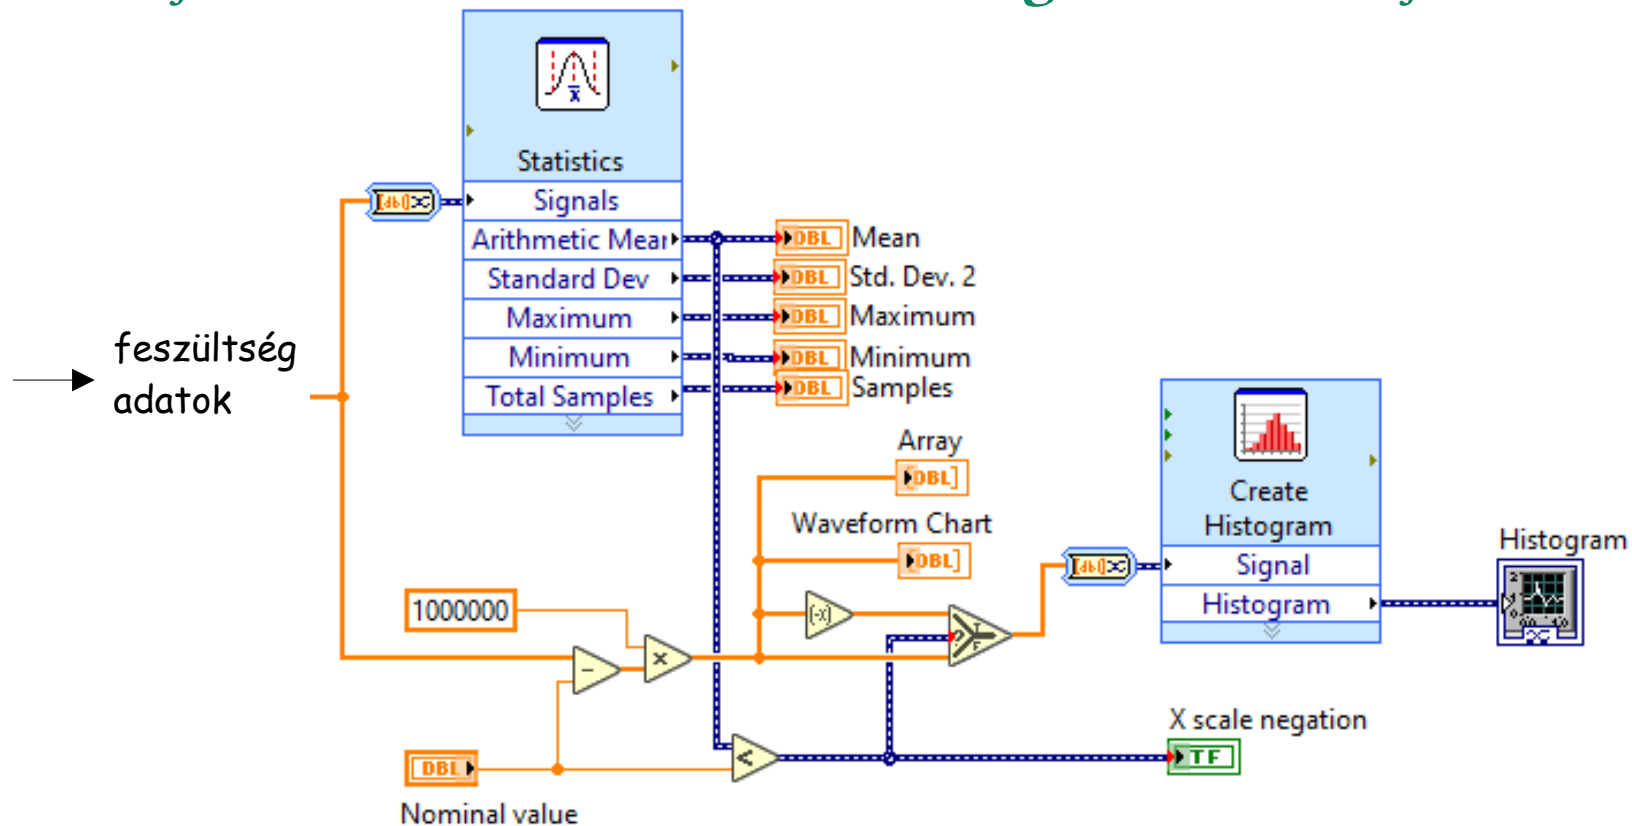 Statistics
Signals
Arithmetic Mear
Standard Dev
Maximum
Minimum
Total Samples
DBL Mean
DBL Std. Dev. 2
DBL Maximum
DBL Minimum
DBL Samples
feszültség
adatok
Array
DBL]
Waveform Chart
DBL]
1000000
Create
Histogram
Signal
Histogram
Histogram
X scale negation
TF
DBL
Nominal value